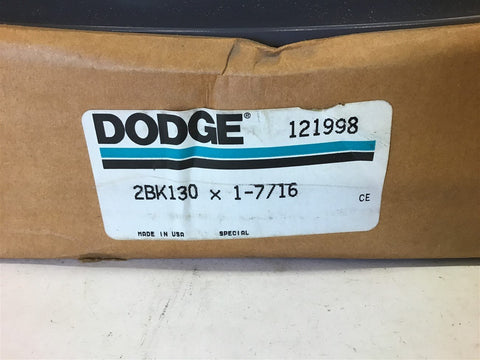 DODGE® 121998
2BK130 x 1-7/16
CE
MADE IN USA SPECIAL